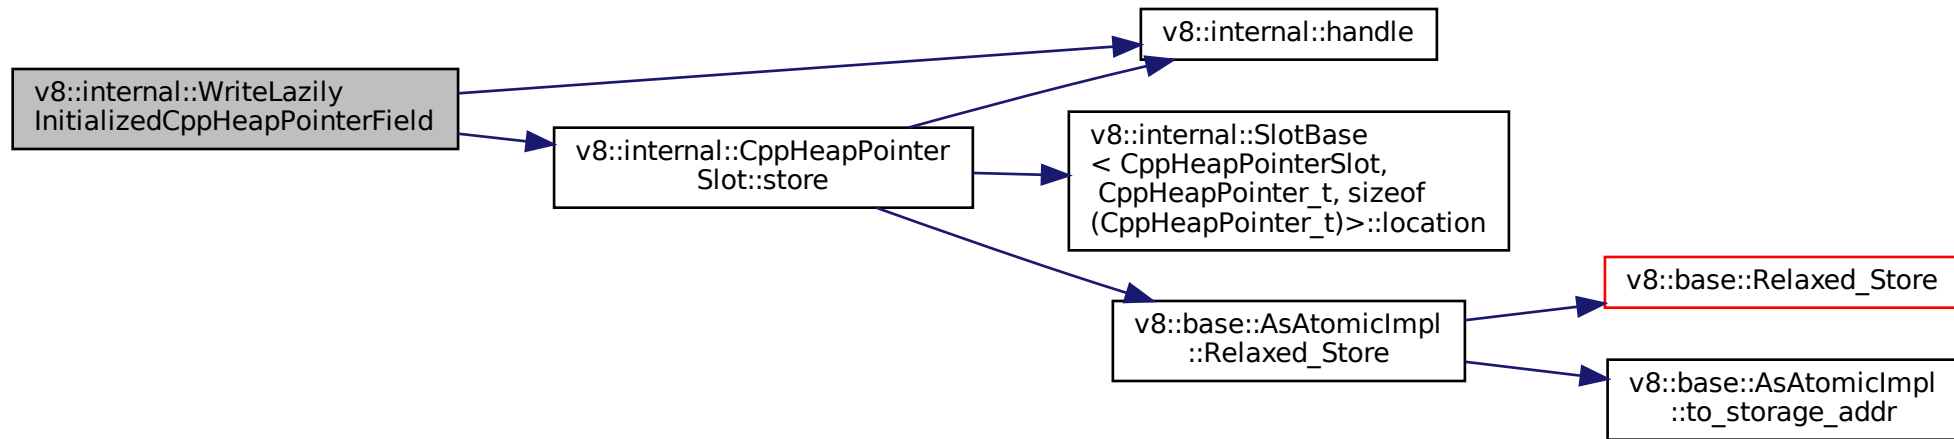 v8::internal::WriteLazily
InitializedCppHeapPointerField
v8::internal::handle
v8::internal::CppHeapPointer
Slot::store
v8::internal::SlotBase
< CppHeapPointerSlot,
CppHeapPointer_t, sizeof
(CppHeapPointer_t)>::location
v8::base::AsAtomicImpl
::Relaxed_Store
v8::base::Relaxed_Store
v8::base::AsAtomicImpl
::to_storage_addr